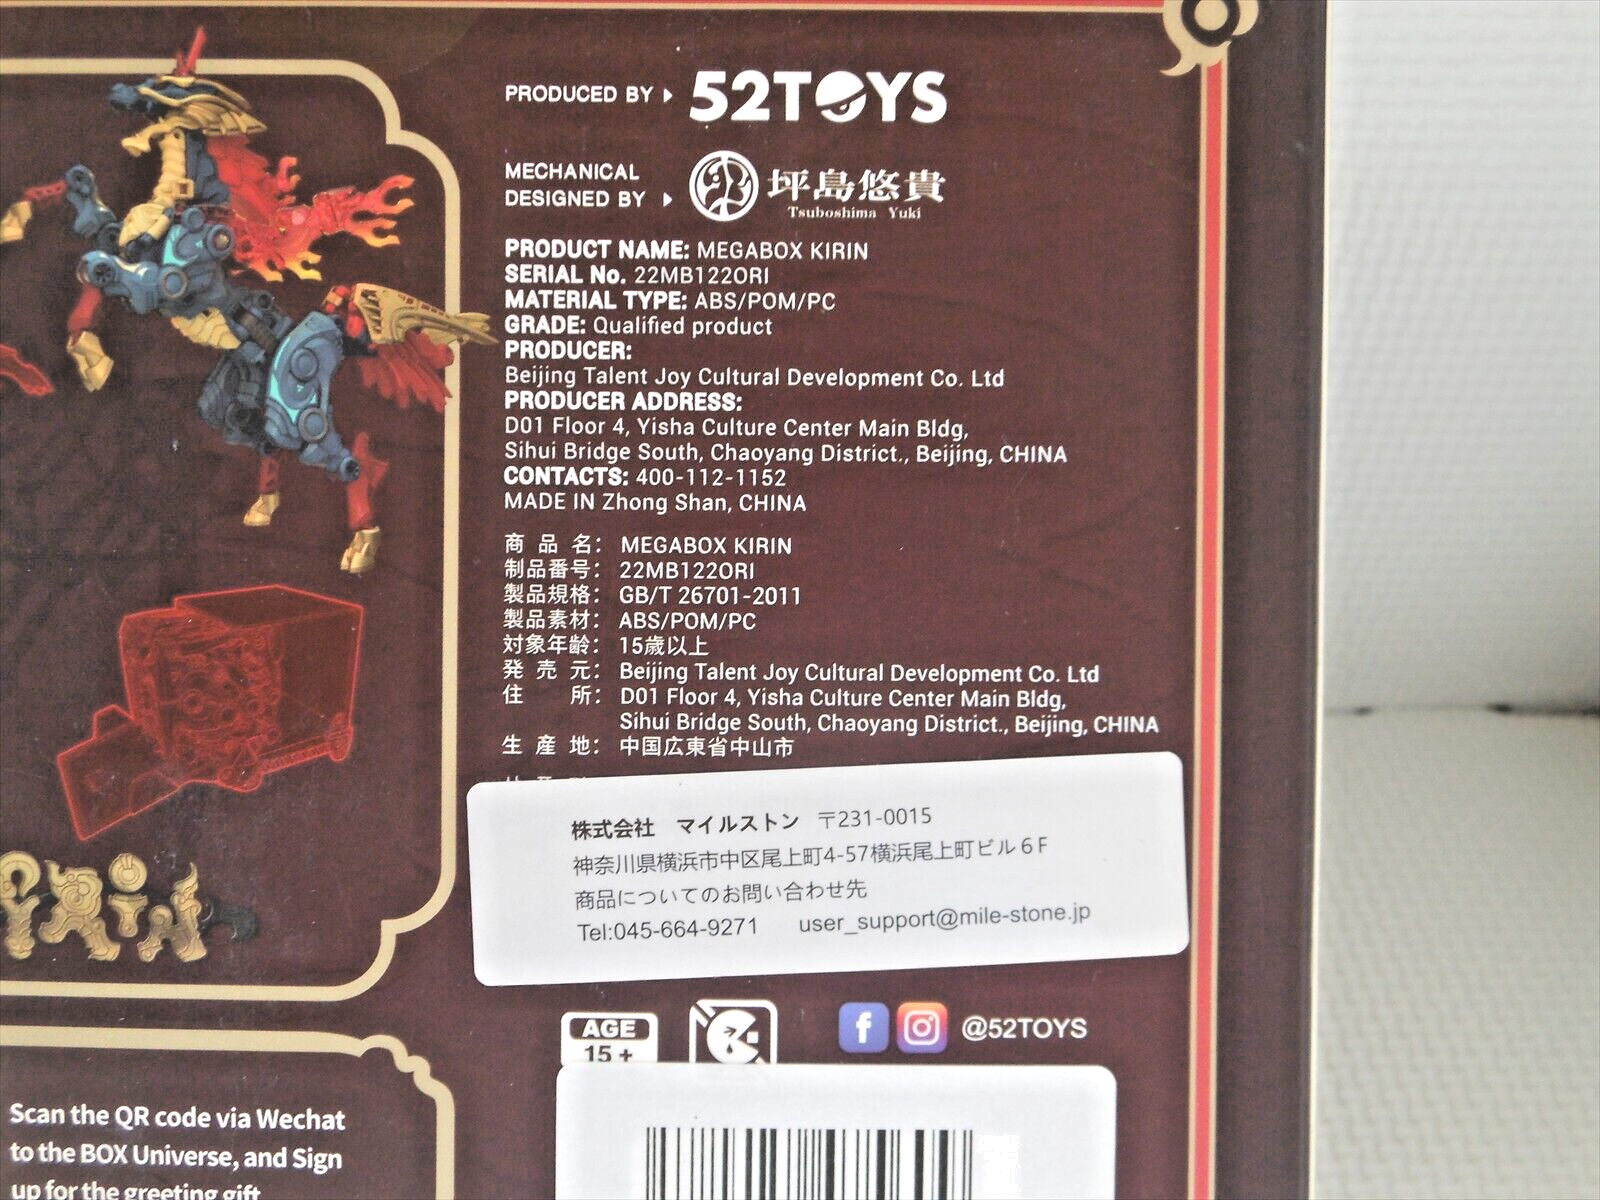 PRODUCED BY 52TOYS
MECHANICAL
DESIGNED BY 坪島悠貴
Tsuboshima Yuki
PRODUCT NAME: MEGABOX KIRIN
SERIAL No. 22MB122ORI
MATERIAL TYPE: ABS/POM/PC
GRADE: Qualified product
PRODUCER:
Beijing Talent Joy Cultural Development Co. Ltd
PRODUCER ADDRESS:
D01 Floor 4, Yisha Culture Center Main Bldg,
Sihui Bridge South, Chaoyang District., Beijing, CHINA
CONTACTS: 400-112-1152
MADE IN Zhong Shan, CHINA
商品名: MEGABOX KIRIN
制品番号: 22MB122ORI
製品規格: GB/T 26701-2011
製品素材: ABS/POM/PC
対象年齢: 15歳以上
発売元: Beijing Talent Joy Cultural Development Co. Ltd
住所: D01 Floor 4, Yisha Culture Center Main Bldg,
Sihui Bridge South, Chaoyang District., Beijing, CHINA
生産地: 中国広東省中山市
株式会社 マイルストン 〒231-0015
神奈川県横浜市中区尾上町4-57横浜尾上町ビル６F
商品についてのお問い合わせ先
Tel:045-664-9271 user_support@mile-stone.jp
AGE
15 +
@52TOYS
Scan the QR code via Wechat
to the BOX Universe, and Sign
up for the greeting gift